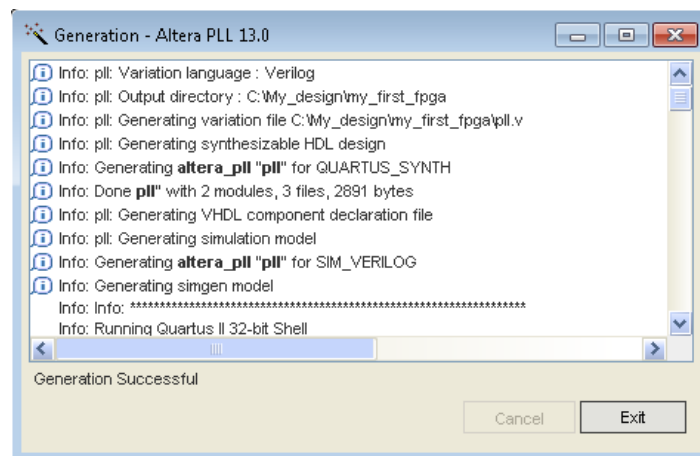 Generation - Altera PLL 13.0
Info: pll: Variation language : Verilog
Info: pll: Output directory : C:\My_design\my_first_fpga
Info: pll: Generating variation file C:\My_design\my_first_fpga\pll.v
Info: pll: Generating synthesizable HDL design
Info: Generating altera_pll "pll" for QUARTUS_SYNTH
Info: Done pll" with 2 modules, 3 files, 2891 bytes
Info: pll: Generating VHDL component declaration file
Info: pll: Generating simulation model
Info: Generating altera_pll "pll" for SIM_VERILOG
Info: Generating simgen model
Info: Info: *******************************************************************
Info: Running Quartus II 32-bit Shell
Generation Successful
Cancel
Exit